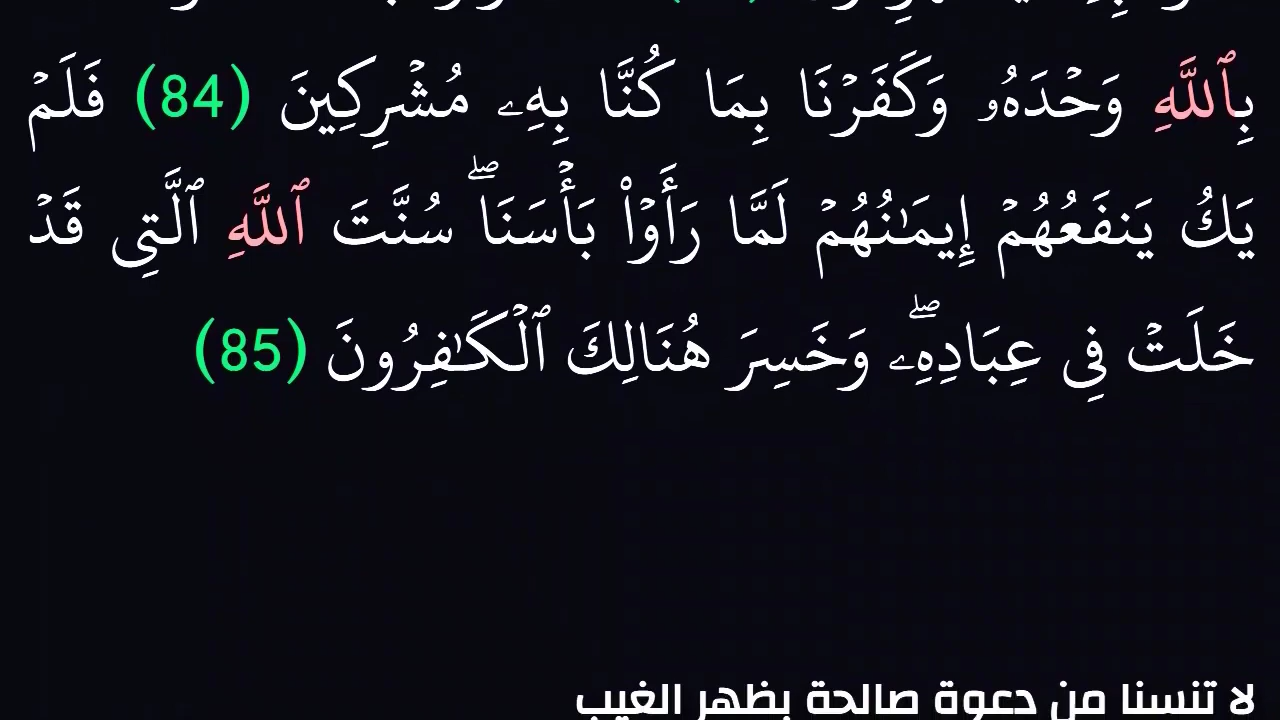 بِٱللَّهِ وَحْدَهُۥ وَكَفَرْنَا بِمَا كُنَّا بِهِۦ مُشْرِكِينَ (84) فَلَمْ
يَكُ يَنفَعُهُمْ إِيمَـٰنُهُمْ لَمَّا رَأَوْا۟ بَأْسَنَا ۖ سُنَّتَ ٱللَّهِ ٱلَّتِى قَدْ
خَلَتْ فِى عِبَادِهِۦ ۖ وَخَسِرَ هُنَالِكَ ٱلْكَـٰفِرُونَ (85)
لا تنسنا من دعوة صالحة بظهر الغيب